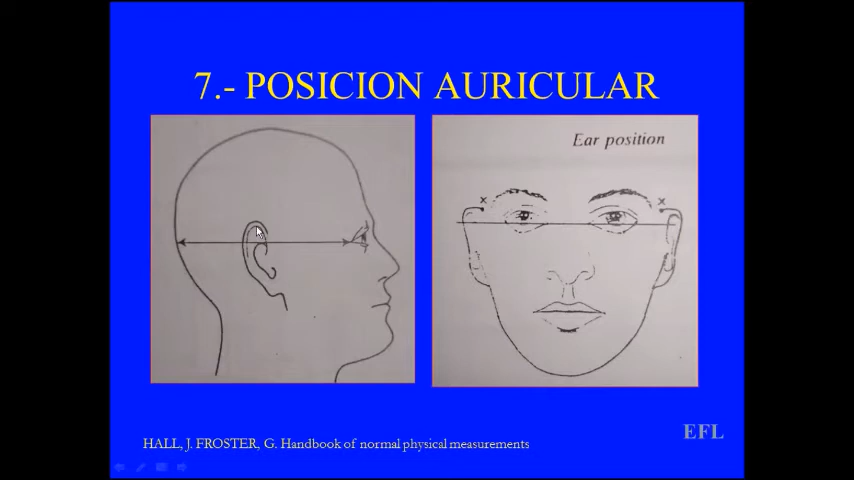 7.- POSICION AURICULAR
Ear position
x
x
HALL, J. FROSTER, G. Handbook of normal physical measurements
EFL